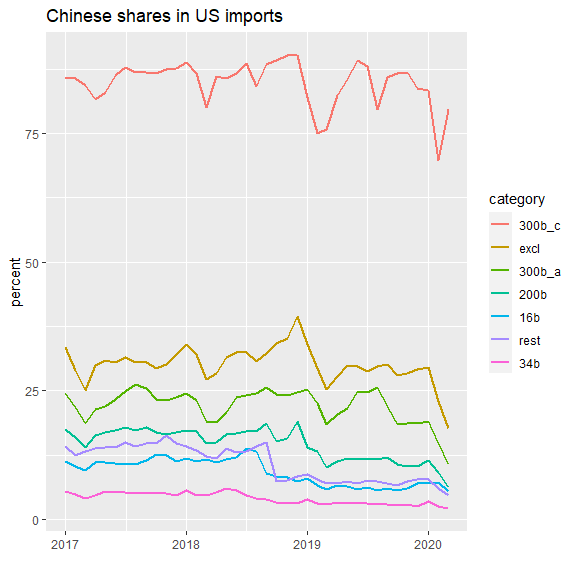 Chinese shares in US imports
percent
75
50
25
0
2017
2018
2019
2020
category
300b_c
excl
300b_a
200b
16b
rest
34b